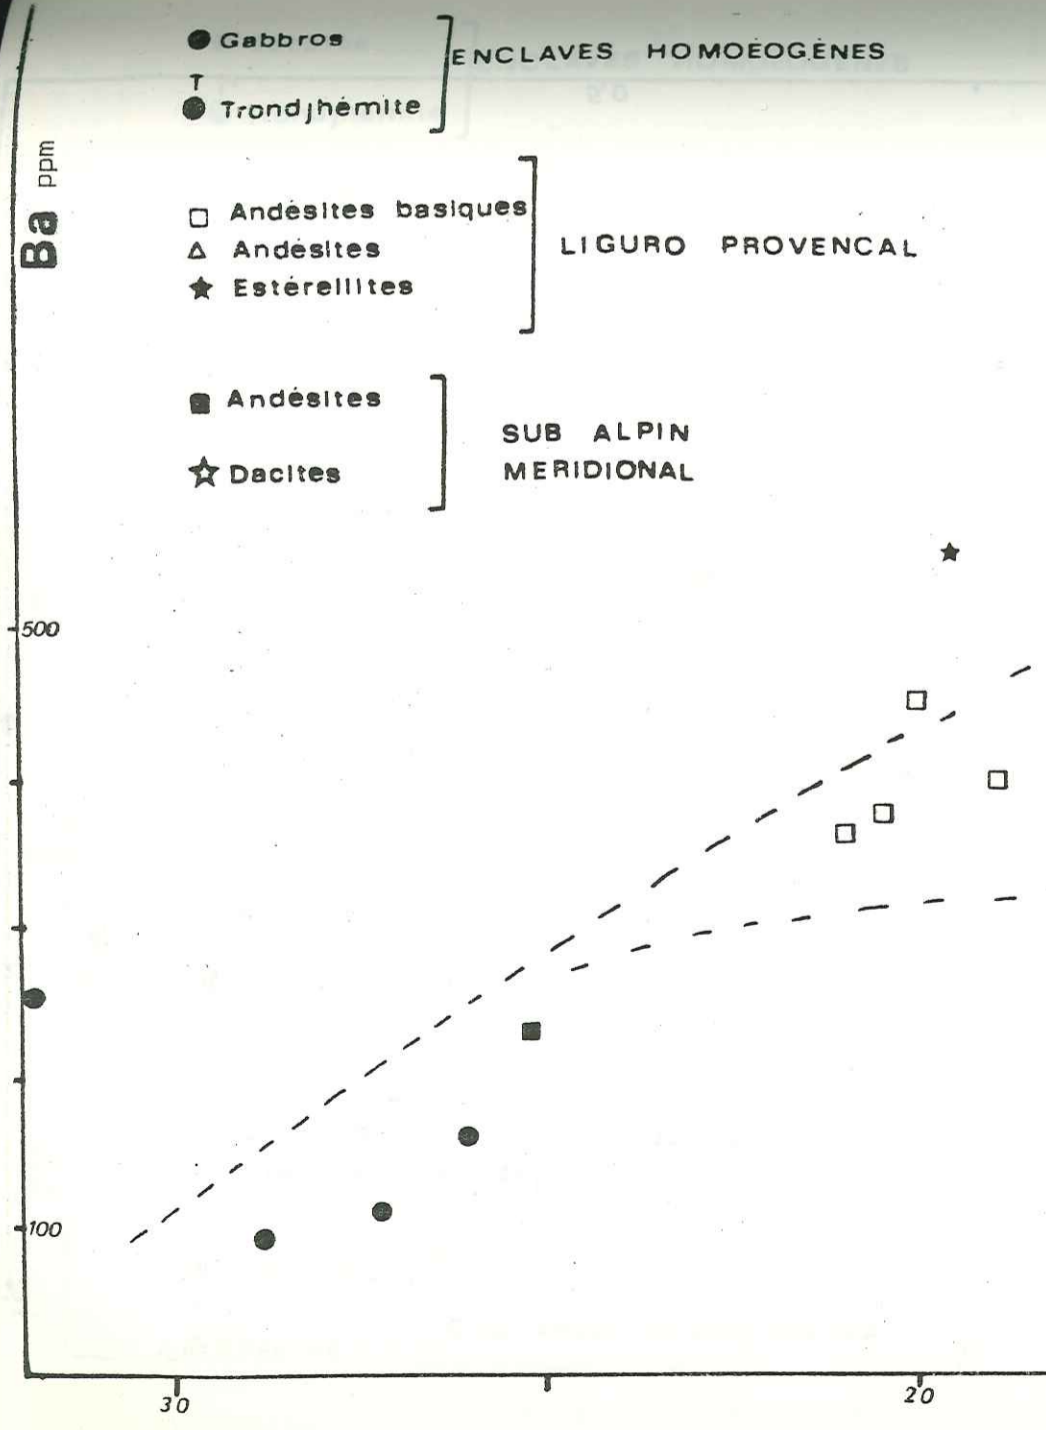 Gabbros
ENCLAVES HOMOÉOGÈNES
T
Trondjhémite
Ba ppm
Andésites basiques
Andésites
LIGURO PROVENCAL
Estérellites
Andésites
SUB ALPIN
Dacites
MERIDIONAL
500
100
30
20